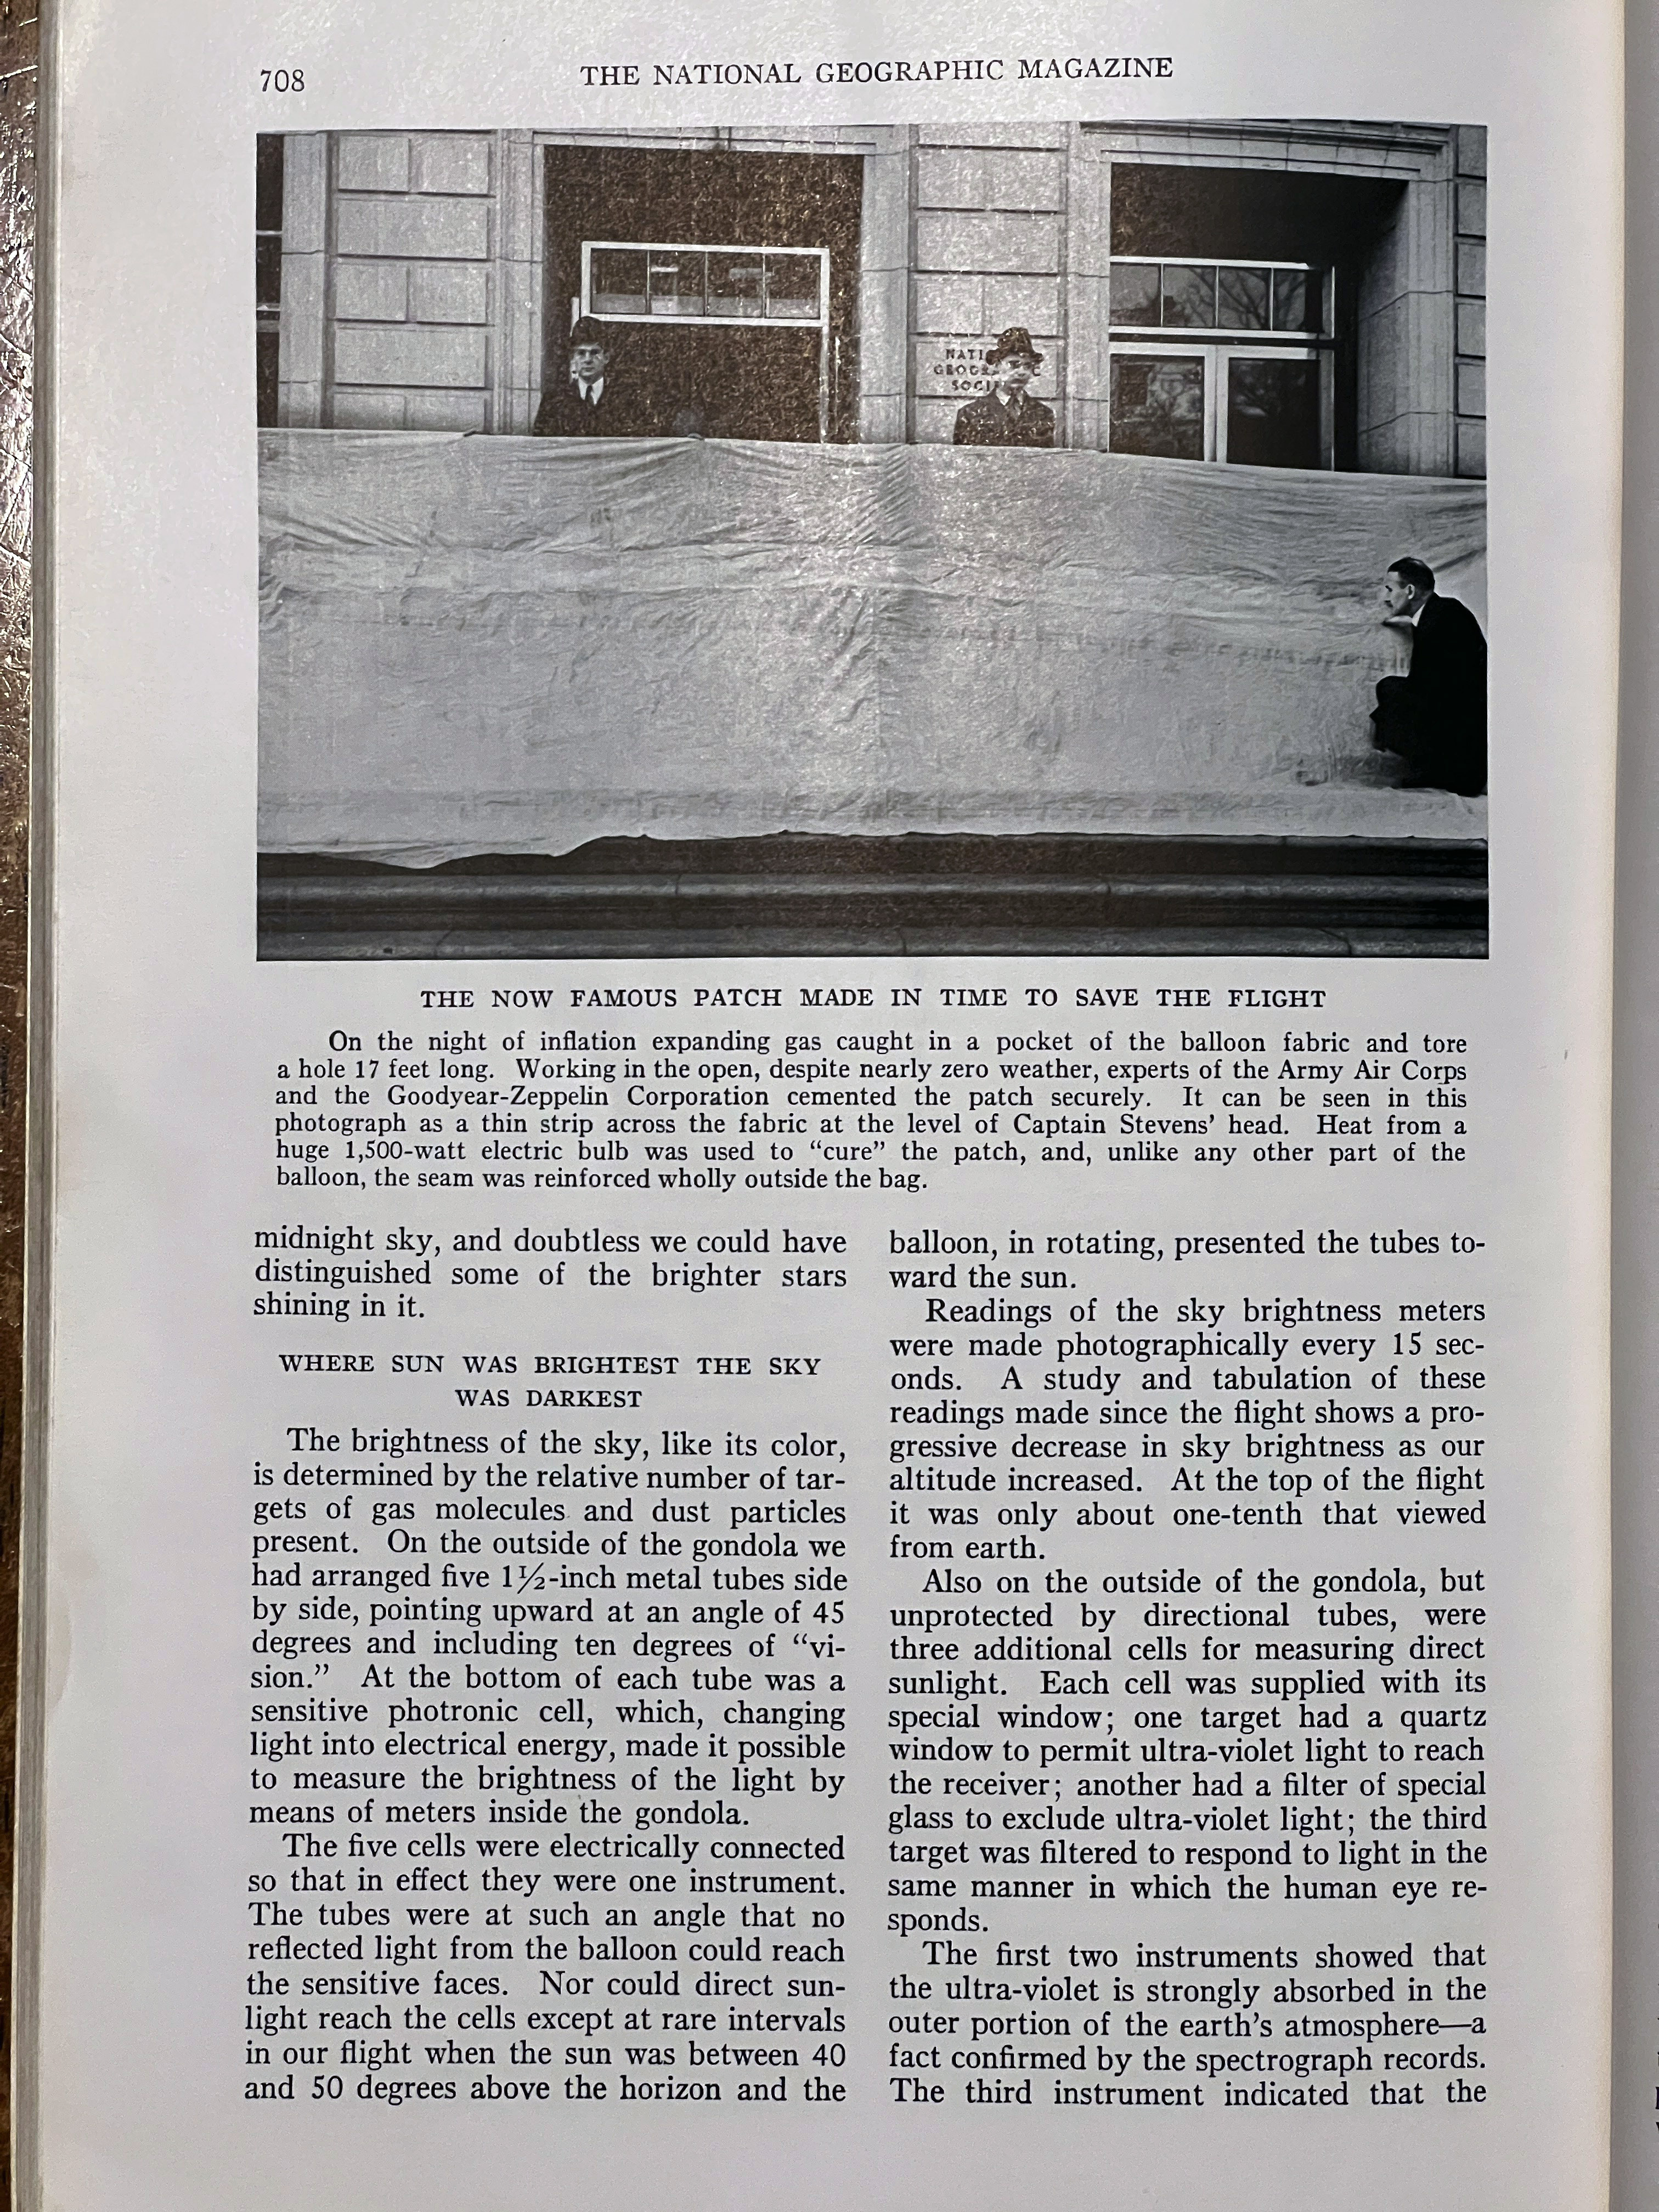 708
THE NATIONAL GEOGRAPHIC MAGAZINE
NATI
GEOGRA C
SOCI
THE NOW FAMOUS PATCH MADE IN TIME TO SAVE THE FLIGHT
On the night of inflation expanding gas caught in a pocket of the balloon fabric and tore
a hole 17 feet long. Working in the open, despite nearly zero weather, experts of the Army Air Corps
and the Goodyear-Zeppelin Corporation cemented the patch securely. It can be seen in this
photograph as a thin strip across the fabric at the level of Captain Stevens' head. Heat from a
huge 1,500-watt electric bulb was used to “cure” the patch, and, unlike any other part of the
balloon, the seam was reinforced wholly outside the bag.
midnight sky, and doubtless we could have
distinguished some of the brighter stars
shining in it.
WHERE SUN WAS BRIGHTEST THE SKY
WAS DARKEST
The brightness of the sky, like its color,
is determined by the relative number of tar-
gets of gas molecules and dust particles
present. On the outside of the gondola we
had arranged five 1½-inch metal tubes side
by side, pointing upward at an angle of 45
degrees and including ten degrees of “vi-
sion.” At the bottom of each tube was a
sensitive photronic cell, which, changing
light into electrical energy, made it possible
to measure the brightness of the light by
means of meters inside the gondola.
The five cells were electrically connected
so that in effect they were one instrument.
The tubes were at such an angle that no
reflected light from the balloon could reach
the sensitive faces. Nor could direct sun-
light reach the cells except at rare intervals
in our flight when the sun was between 40
and 50 degrees above the horizon and the
balloon, in rotating, presented the tubes to-
ward the sun.
Readings of the sky brightness meters
were made photographically every 15 sec-
onds. A study and tabulation of these
readings made since the flight shows a pro-
gressive decrease in sky brightness as our
altitude increased. At the top of the flight
it was only about one-tenth that viewed
from earth.
Also on the outside of the gondola, but
unprotected by directional tubes, were
three additional cells for measuring direct
sunlight. Each cell was supplied with its
special window; one target had a quartz
window to permit ultra-violet light to reach
the receiver; another had a filter of special
glass to exclude ultra-violet light; the third
target was filtered to respond to light in the
same manner in which the human eye re-
sponds.
The first two instruments showed that
the ultra-violet is strongly absorbed in the
outer portion of the earth's atmosphere—a
fact confirmed by the spectrograph records.
The third instrument indicated that the